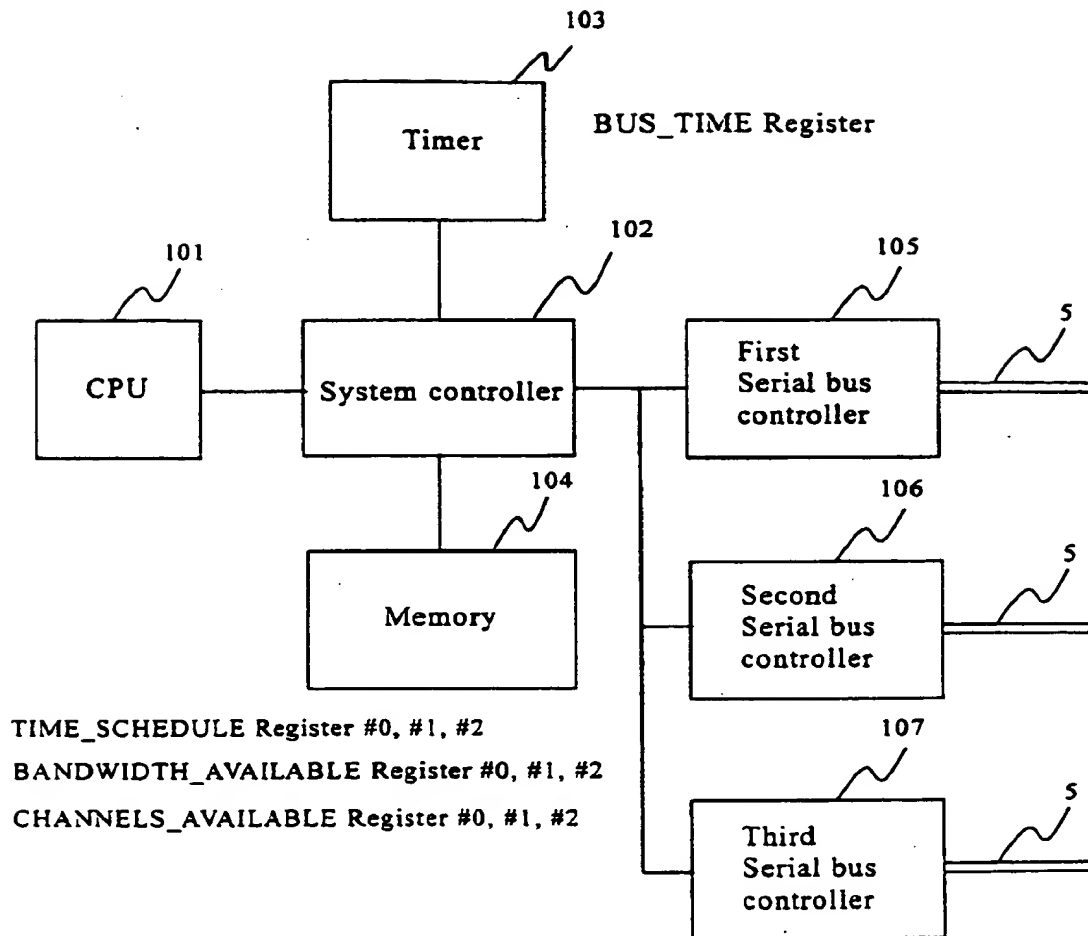 103
Timer
BUS_TIME Register
101
102
105
5
CPU
System controller
First
Serial bus
controller
104
Memory
106
5
Second
Serial bus
controller
TIME_SCHEDULE Register #0, #1, #2
BANDWIDTH_AVAILABLE Register #0, #1, #2
CHANNELS_AVAILABLE Register #0, #1, #2
107
5
Third
Serial bus
controller